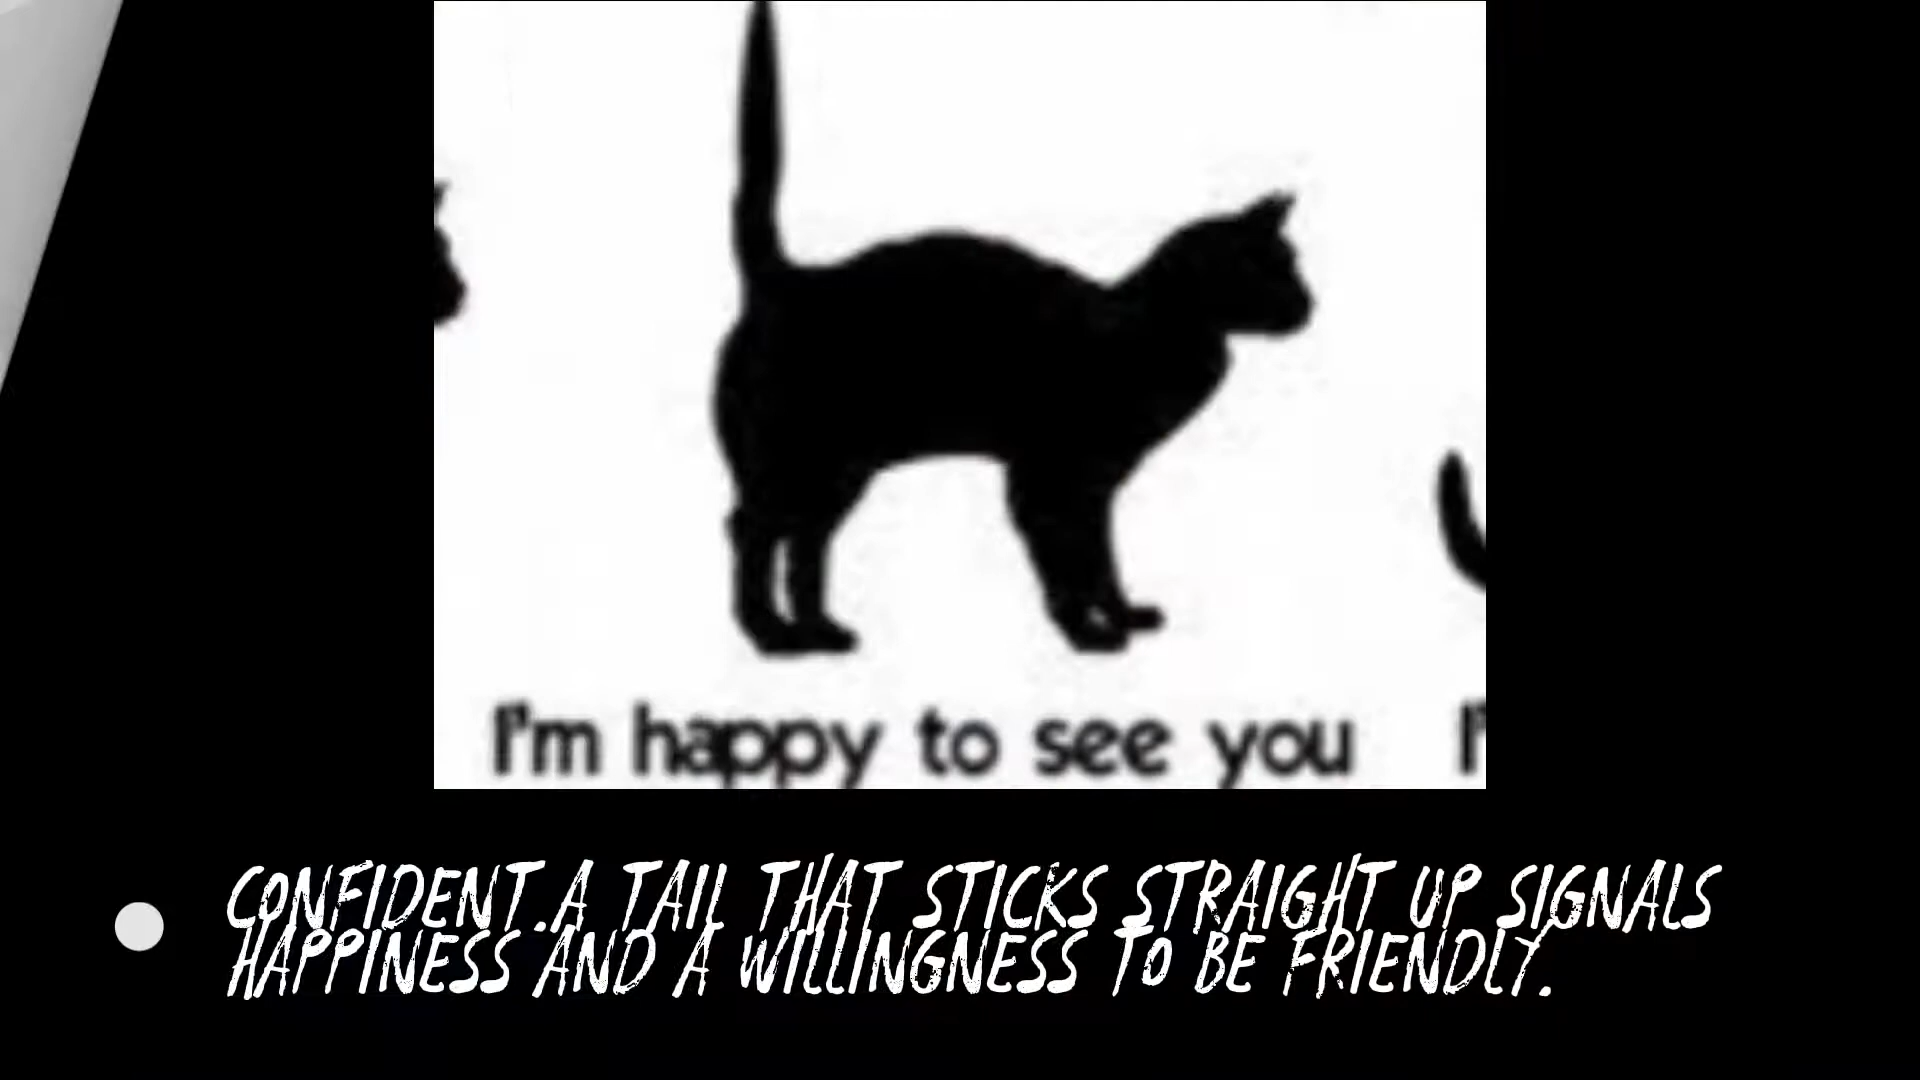 I'm happy to see you I'
CONFIDENT.A TAIL THAT STICKS STRAIGHT UP SIGNALS
HAPPINESS AND A WILLINGNESS TO BE FRIENDLY.